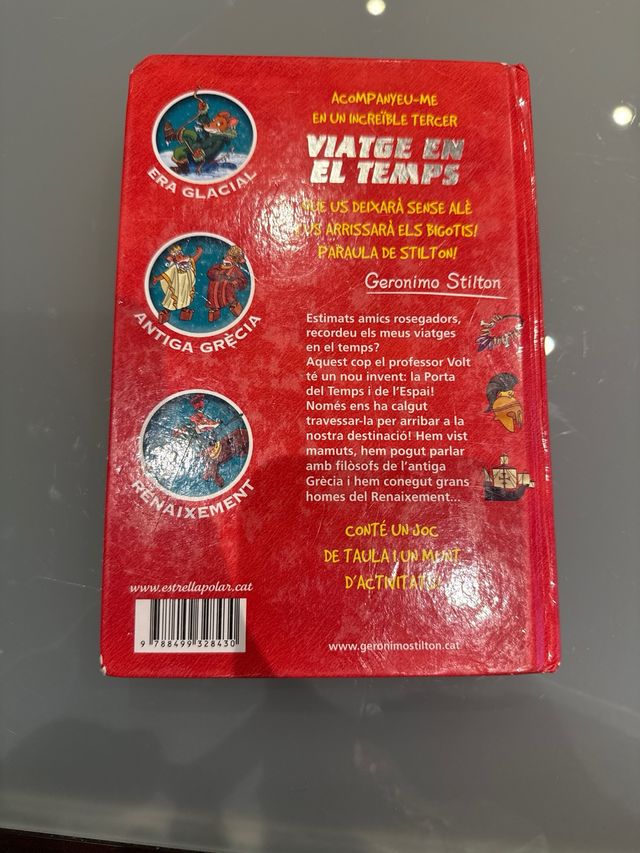 ACOMPANYEU-ME
EN UN INCREÏBLE TERCER
VIATGE EN
EL TEMPS
QUE US DEIXARÀ SENSE ALÈ
I US ARRISSARÀ ELS BIGOTIS!
PARAULA DE STILTON!
Geronimo Stilton
Estimats amics rosegadors,
recordeu els meus viatges
en el temps?
Aquest cop el professor Volt
té un nou invent: la Porta
del Temps i de l'Espai!
Només ens ha calgut
travessar-la per arribar a la
nostra destinació! Hem vist
mamuts, hem pogut parlar
amb filòsofs de l'antiga
Grècia i hem conegut grans
homes del Renaixement...
CONTÉ UN JOC
DE TAULA I UN MUNT
D'ACTIVITATS!
ERA GLACIAL
ANTIGA GRÈCIA
RENAIXEMENT
www.estrellapolar.cat
9 788499 328430
www.geronimostilton.cat